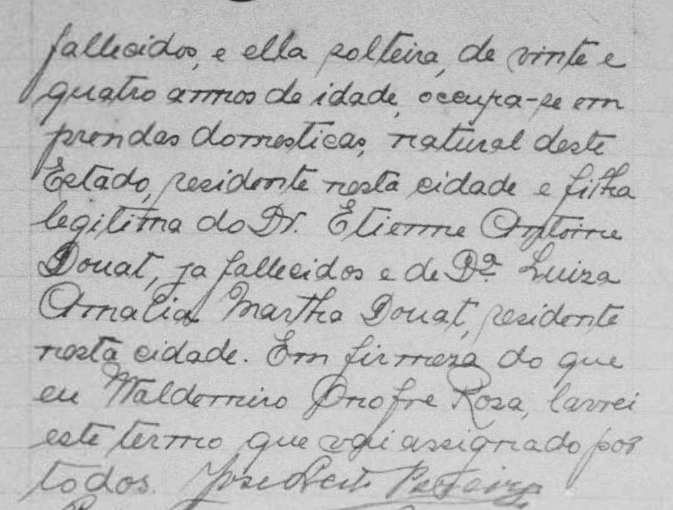 fallecidos, e ella solteira, de vinte e
quatro annos de idade, occupa-se em
prendas domesticas, natural deste
Estado, residente nesta cidade e filha
legitima do Dr. Etienne Antoine
Douat, ja fallecidos e de Dª. Luiza
Amalia Martha Douat, residente
nesta cidade. Em firmeza do que
eu Waldemiro Onofre Rosa, lavrei
este termo que vai assignado por
todos. José